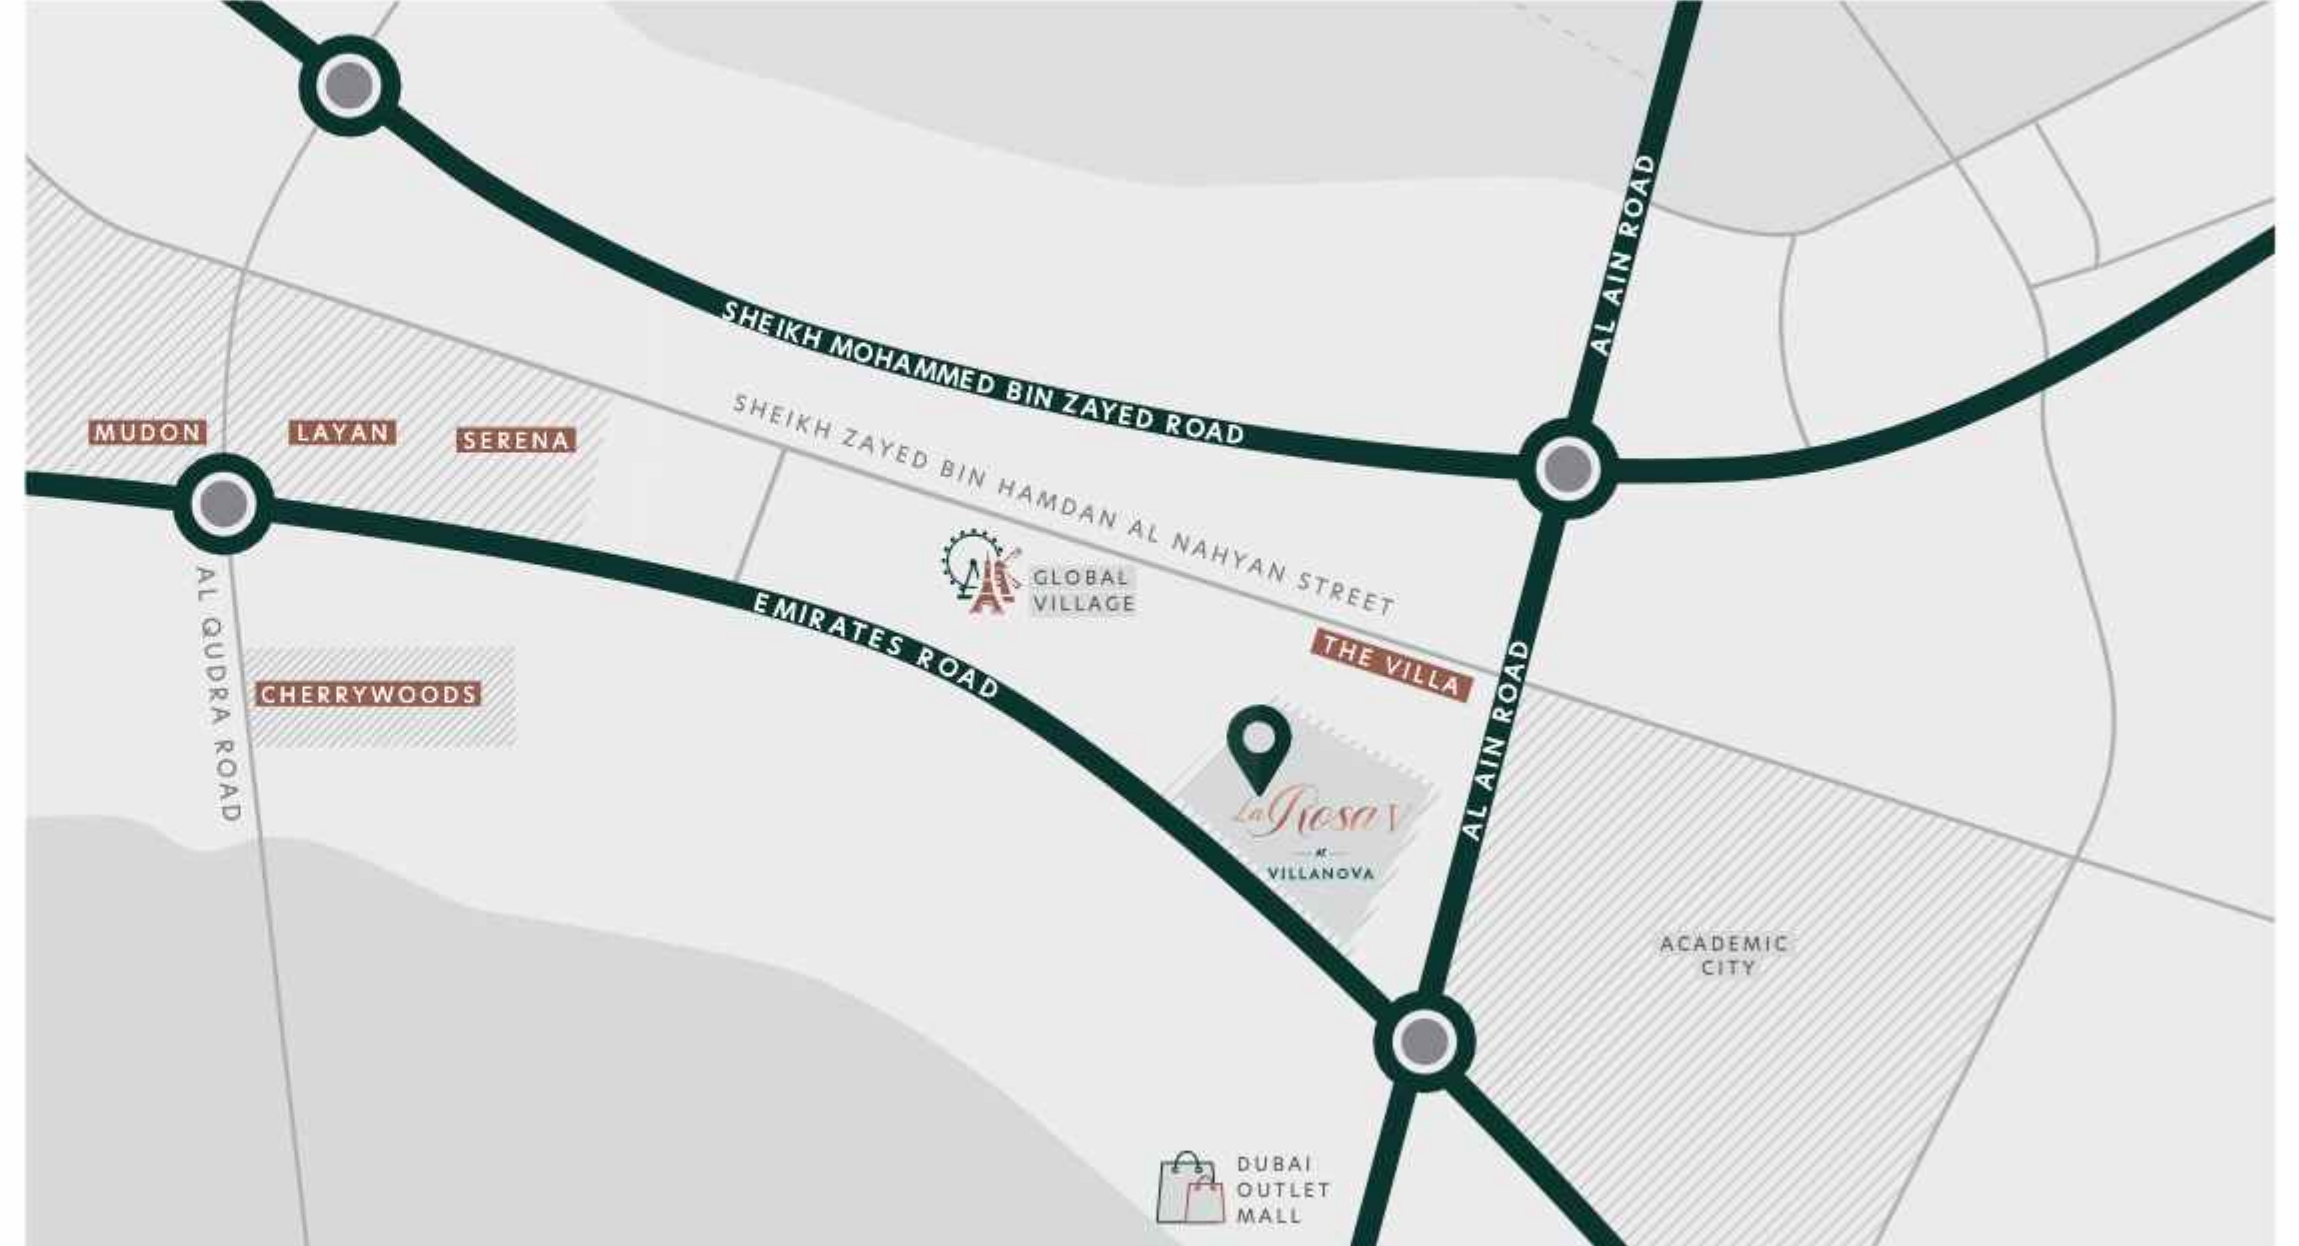 AL AIN ROAD
SHEIKH MOHAMMED BIN ZAYED ROAD
SHEIKH ZAYED BIN HAMDAN AL NAHYAN STREET
MUDON
LAYAN
SERENA
GLOBAL
VILLAGE
EMIRATES ROAD
THE VILLA
AL QUDRA ROAD
CHERRYWOODS
AL AIN ROAD
La Rosa V
AT
VILLANOVA
ACADEMIC
CITY
DUBAI
OUTLET
MALL